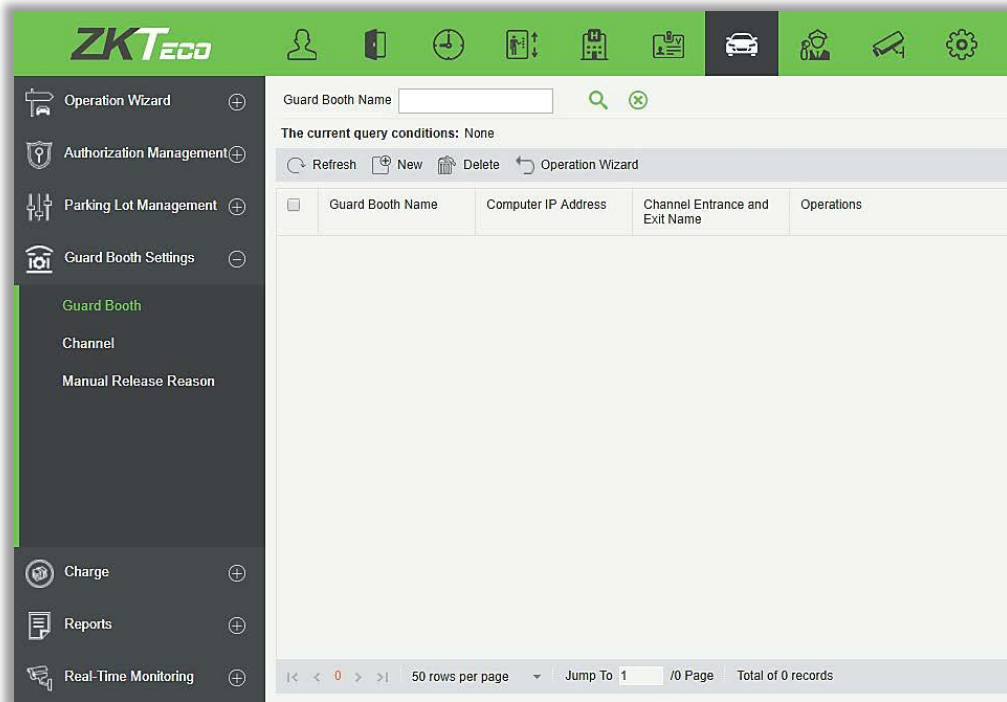 ZKTeco
Operation Wizard
Authorization Management
Parking Lot Management
Guard Booth Settings
Guard Booth
Channel
Manual Release Reason
Charge
Reports
Real-Time Monitoring
Guard Booth Name
The current query conditions: None
Refresh New Delete Operation Wizard
Guard Booth Name Computer IP Address Channel Entrance and Operations
Exit Name
0 50 rows per page Jump To 1 /0 Page Total of 0 records